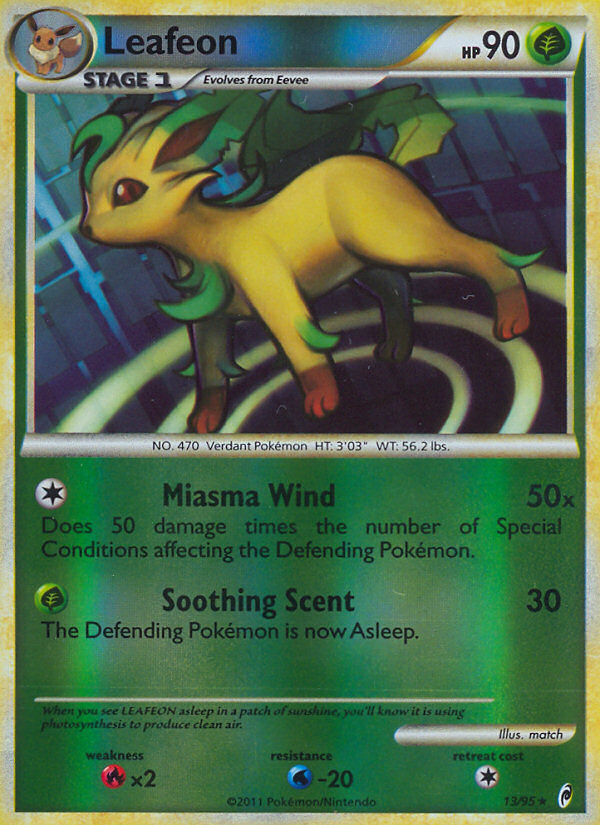 Leafeon
HP 90
STAGE 1
Evolves from Eevee
NO. 470 Verdant Pokémon HT: 3'03" WT: 56.2 lbs.
Miasma Wind 50x
Does 50 damage times the number of Special
Conditions affecting the Defending Pokémon.
Soothing Scent 30
The Defending Pokémon is now Asleep.
When you see LEAFEON asleep in a patch of sunshine, you'll know it is using
photosynthesis to produce clean air.
Illus. match
weakness resistance retreat cost
×2 -20
©2011 Pokémon/Nintendo 13/95 ★